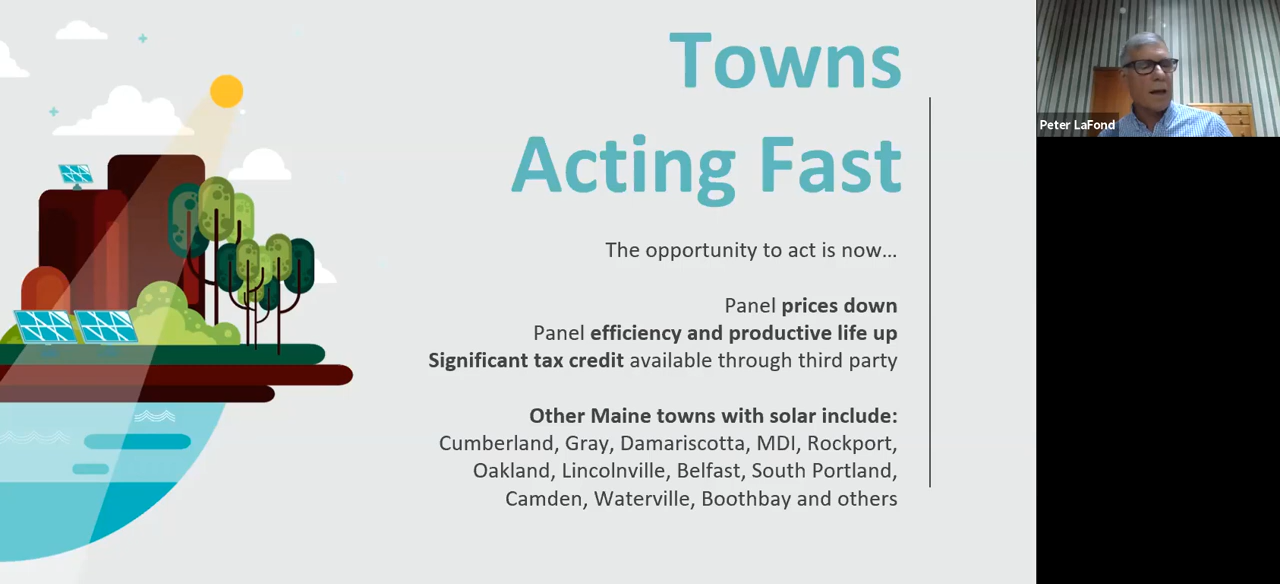 Towns
Acting Fast
The opportunity to act is now...
Panel prices down
Panel efficiency and productive life up
Significant tax credit available through third party
Other Maine towns with solar include:
Cumberland, Gray, Damariscotta, MDI, Rockport,
Oakland, Lincolnville, Belfast, South Portland,
Camden, Waterville, Boothbay and others
Peter LaFond